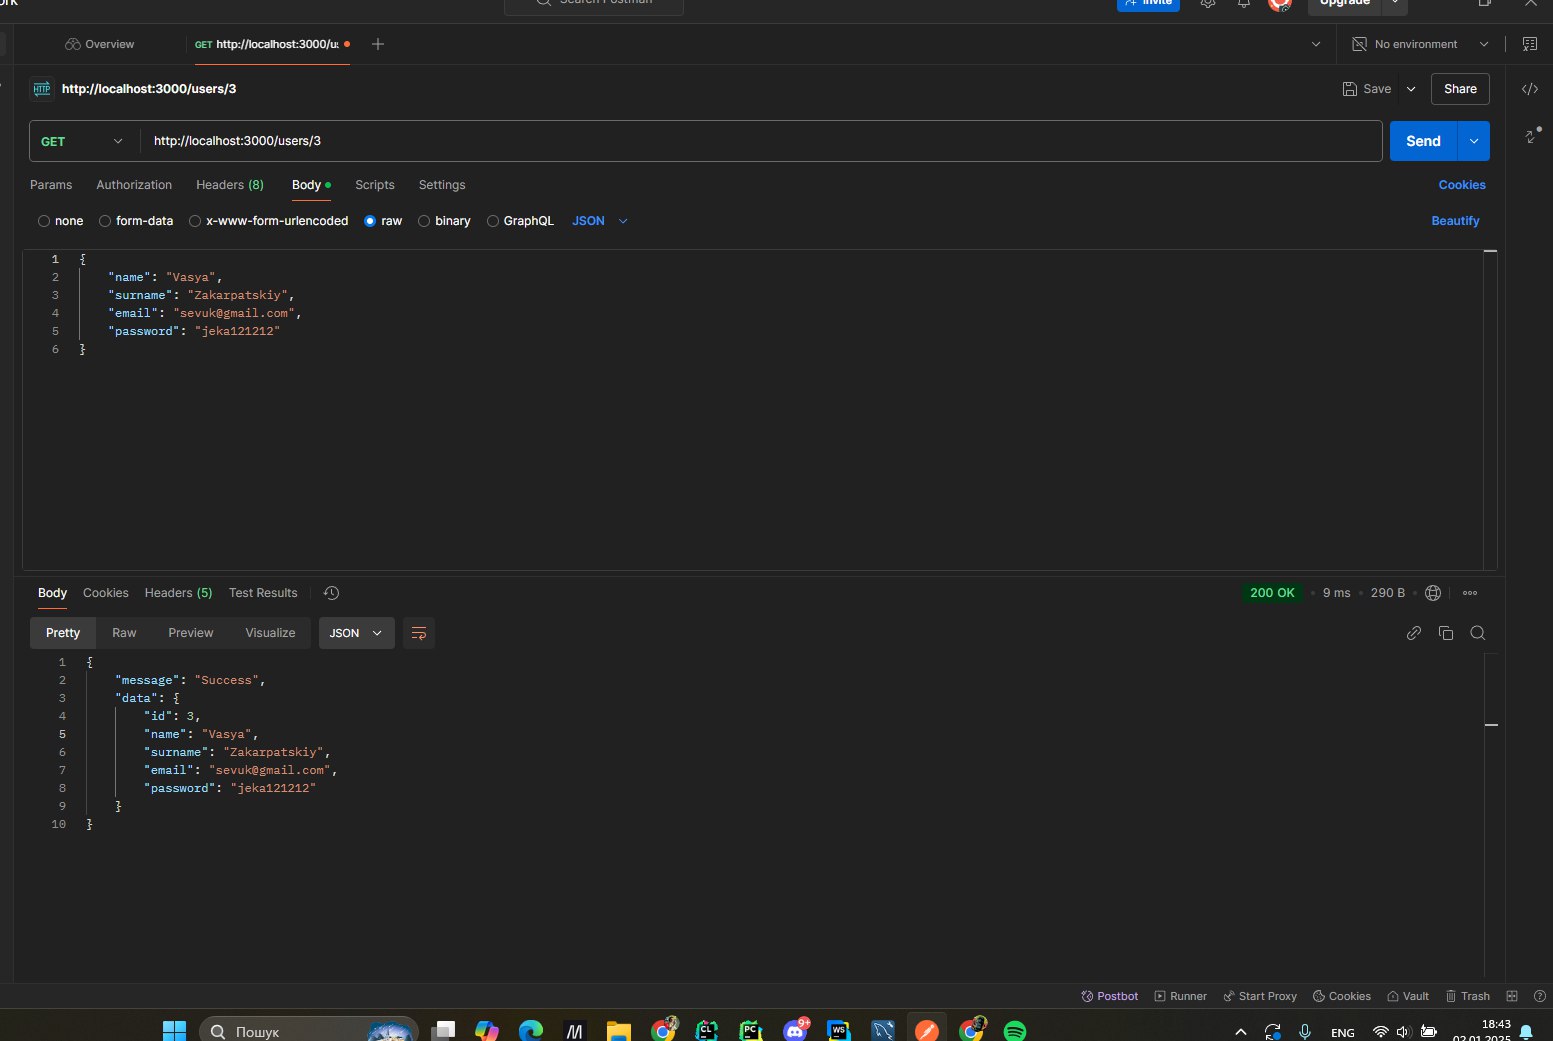 Search Postman
Invite
Upgrade
Overview
GET http://localhost:3000/us
No environment
HTTP http://localhost:3000/users/3
Save
Share
GET
http://localhost:3000/users/3
Send
Params Authorization Headers (8) Body Scripts Settings
Cookies
none form-data x-www-form-urlencoded raw binary GraphQL JSON
Beautify
1 {
2 "name": "Vasya",
3 "surname": "Zakarpatskiy",
4 "email": "sevuk@gmail.com",
5 "password": "jeka121212"
6 }
Body Cookies Headers (5) Test Results
200 OK • 9 ms • 290 B
Pretty Raw Preview Visualize JSON
1 {
2 "message": "Success",
3 "data": {
4 "id": 3,
5 "name": "Vasya",
6 "surname": "Zakarpatskiy",
7 "email": "sevuk@gmail.com",
8 "password": "jeka121212"
9 }
10 }
Postbot Runner Start Proxy Cookies Vault Trash
Пошук
CL
PC
9+
WS
ENG
18:43
02.01.2025